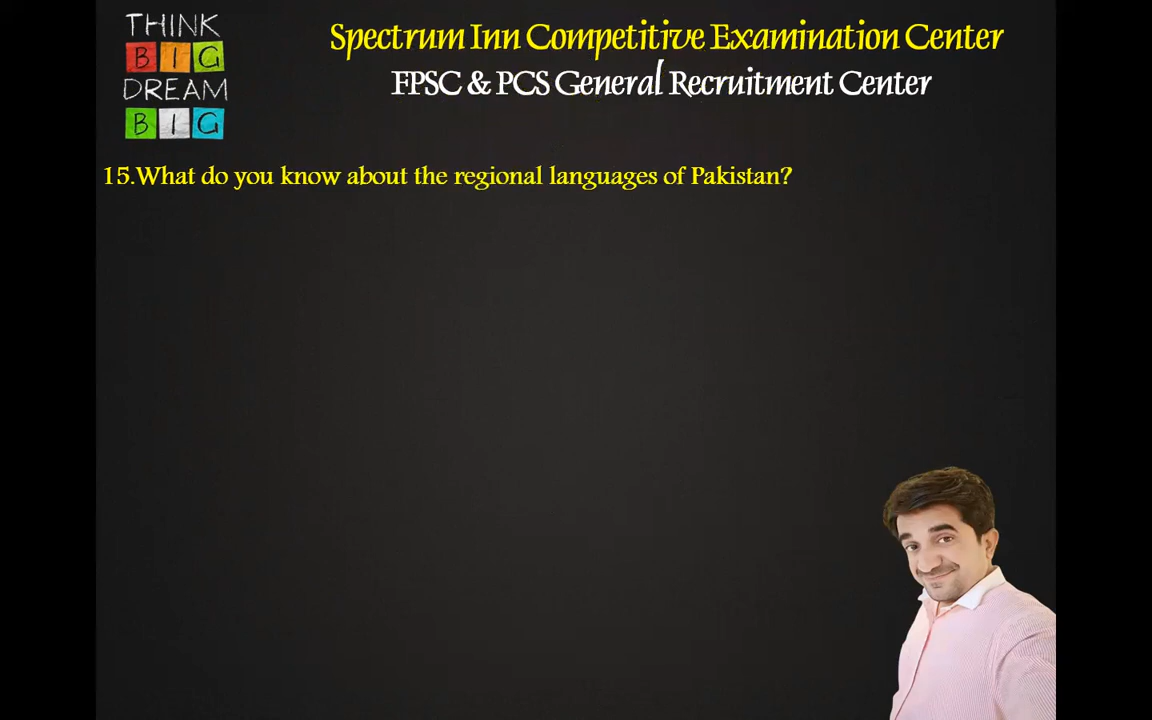 THINK
BIG
DREAM
BIG
Spectrum Inn Competitive Examination Center
FPSC & PCS General Recruitment Center
15.What do you know about the regional languages of Pakistan?